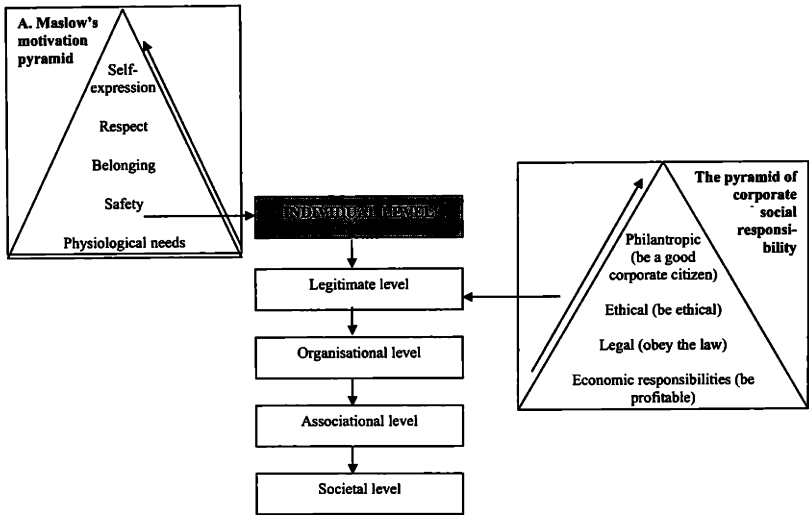 A. Maslow's
motivation
pyramid
Self-
expression
Respect
Belonging
Safety
Physiological needs
INDIVIDUAL LEVEL
Legitimate level
Organisational level
Associational level
Societal level
The pyramid of
corporate
social
responsi-
bility
Philantropic
(be a good
corporate citizen)
Ethical (be ethical)
Legal (obey the law)
Economic responsibilities (be
profitable)